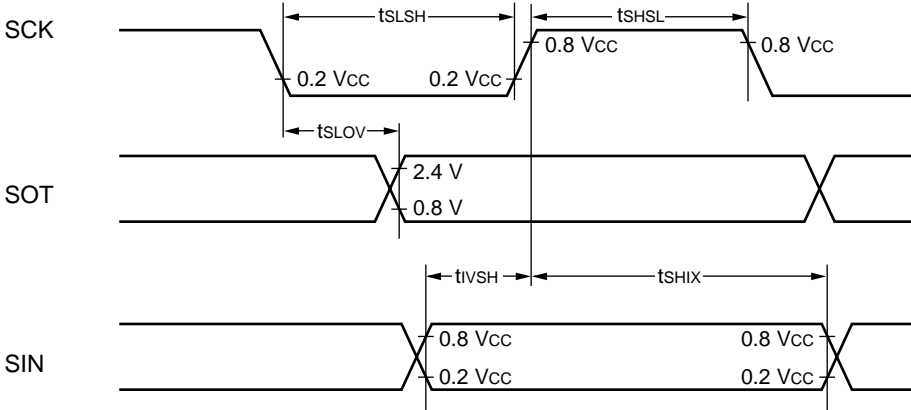 tSLSH tSHSL
SCK
0.8 VCC 0.8 VCC
0.2 VCC 0.2 VCC
tSLOV
2.4 V
SOT
0.8 V
tIVSH tSHIX
0.8 VCC 0.8 VCC
SIN
0.2 VCC 0.2 VCC